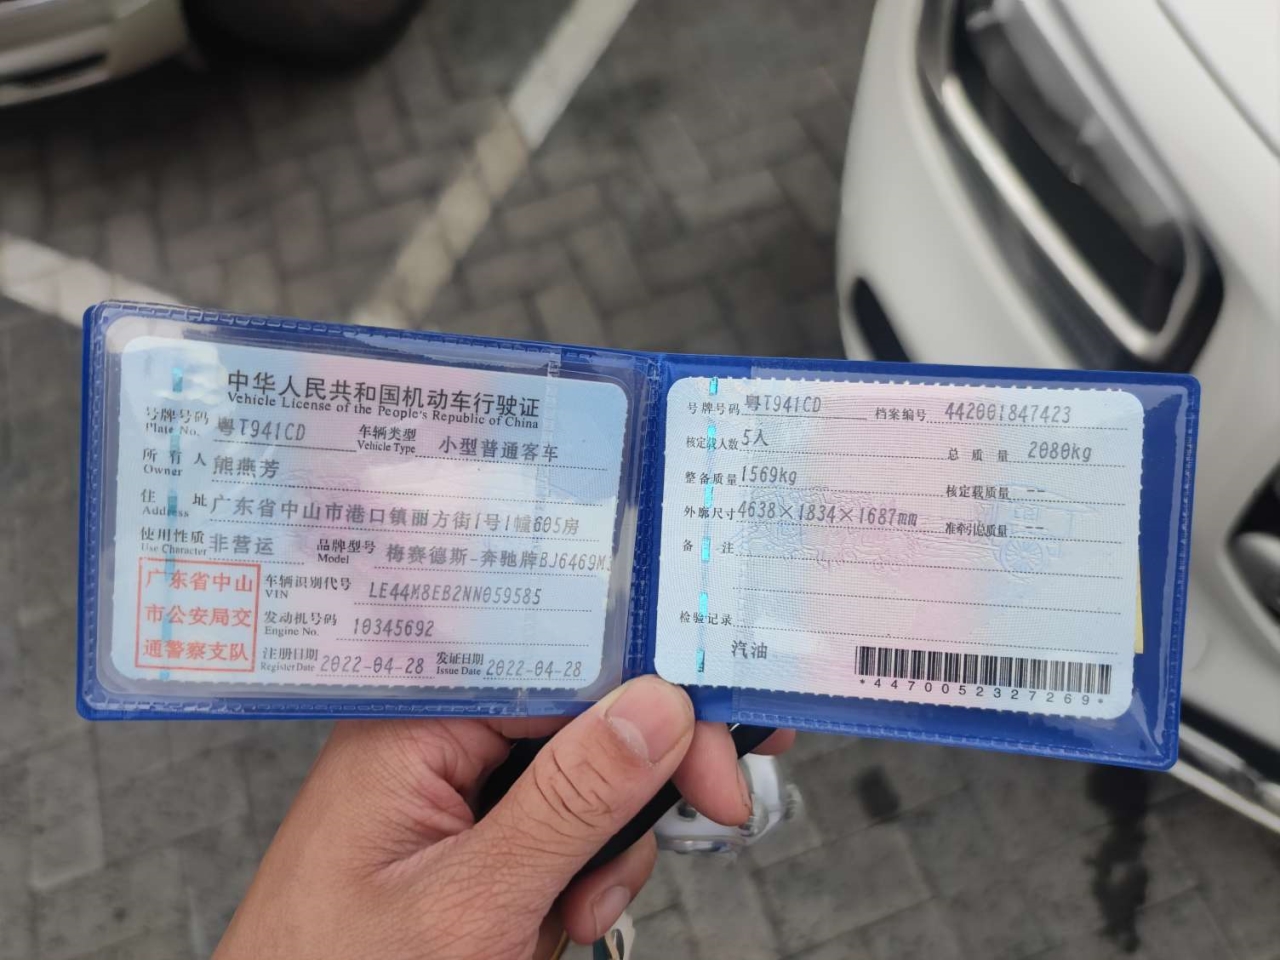 中华人民共和国机动车行驶证
Vehicle License of the People's Republic of China
号牌号码 粤T941CD 车辆类型 小型普通客车
Plate No. Vehicle Type
所有人 熊燕芳
Owner
住址 广东省中山市港口镇丽方街1号1幢605房
Address
使用性质 非营运 品牌型号 梅赛德斯-奔驰牌BJ6469M3
Use Character Model
广东省中山
市公安局交
通警察支队
车辆识别代号 LE44M8EB2NN059585
VIN
发动机号码 10345692
Engine No.
注册日期 2022-04-28 发证日期 2022-04-28
Register Date Issue Date
号牌号码 粤T941CD 档案编号 442001847423
核定载人数 5人 总质量 2080kg
整备质量 1569kg 核定载质量 --
外廓尺寸 4638×1834×1687mm 准牵引总质量 --
备注
检验记录
汽油
*4470052327269*